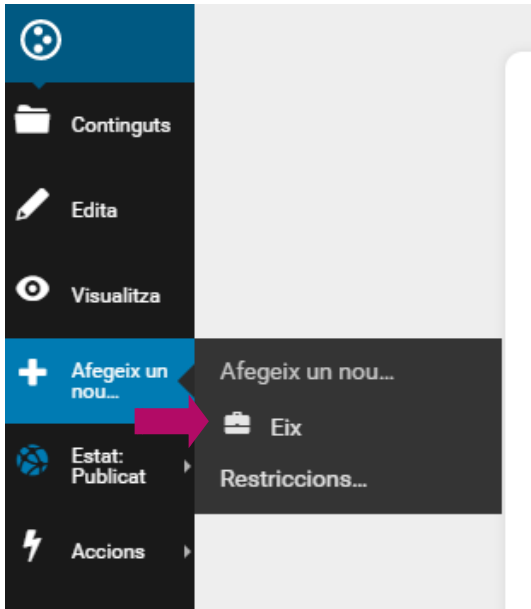 Continguts
Edita
Visualitza
Afegeix un
nou...
Afegeix un nou...
Eix
Restriccions...
Estat:
Publicat
Accions